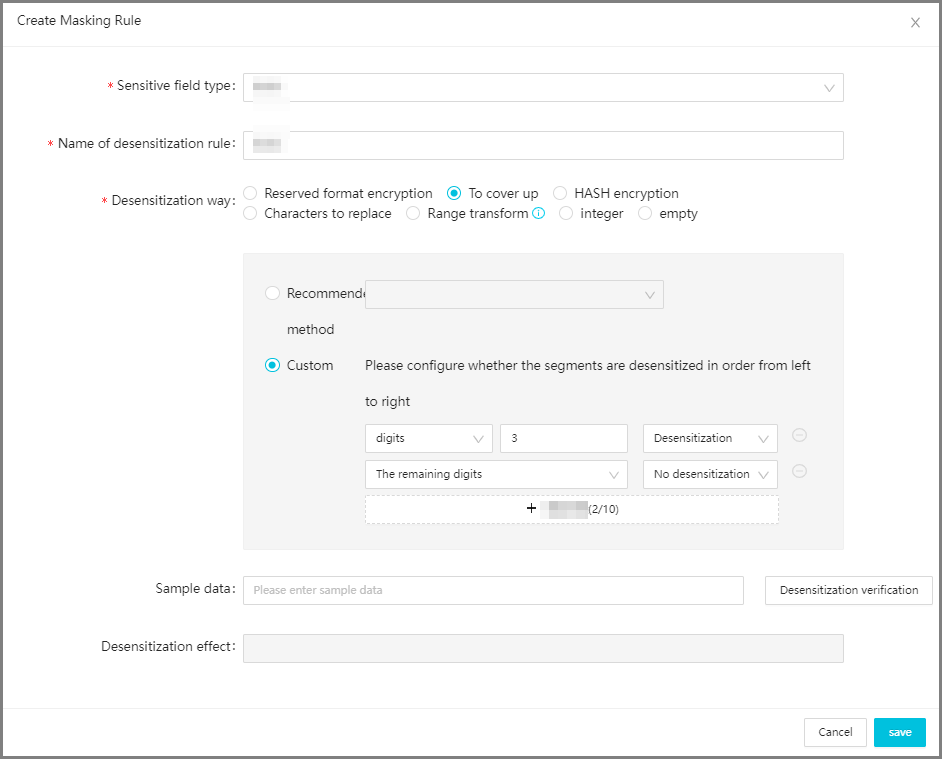 Create Masking Rule
* Sensitive field type:
* Name of desensitization rule:
* Desensitization way:
Reserved format encryption To cover up HASH encryption
Characters to replace Range transform integer empty
Recommende
method
Custom Please configure whether the segments are desensitized in order from left
to right
digits 3 Desensitization
The remaining digits No desensitization
+ (2/10)
Sample data: Please enter sample data Desensitization verification
Desensitization effect:
Cancel save